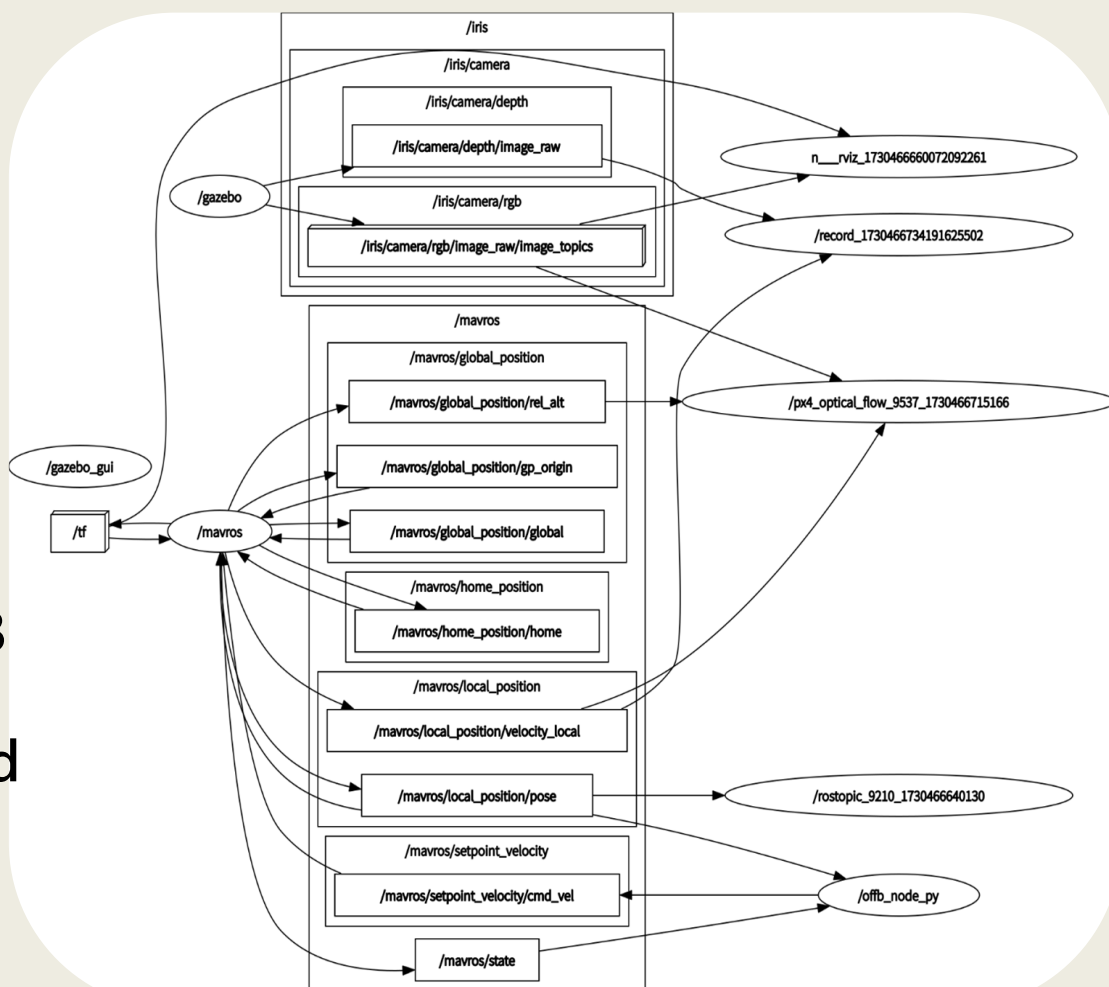 /iris
/iris/camera
/iris/camera/depth
/iris/camera/depth/image_raw
n___rviz_1730466660072092261
/gazebo
/iris/camera/rgb
/record_1730466734191625502
/iris/camera/rgb/image_raw/image_topics
/mavros
/mavros/global_position
/mavros/global_position/rel_alt
/px4_optical_flow_9537_1730466715166
/gazebo_gui
/mavros/global_position/gp_origin
/tf
/mavros
/mavros/global_position/global
/mavros/home_position
/mavros/home_position/home
/mavros/local_position
/mavros/local_position/velocity_local
d
/mavros/local_position/pose
/rostopic_9210_1730466640130
/mavros/setpoint_velocity
/mavros/setpoint_velocity/cmd_vel
/offb_node_py
/mavros/state